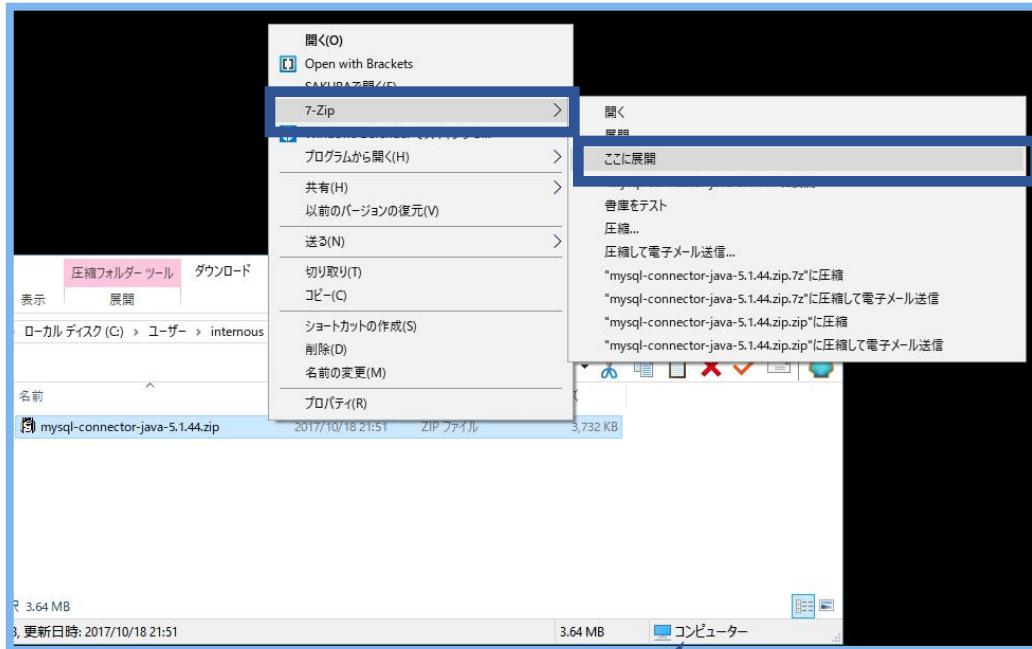 開く(O)
Open with Brackets
SAKURAで開く(E)
7-Zip
プログラムから開く(H)
共有(H)
以前のバージョンの復元(V)
送る(N)
切り取り(T)
コピー(C)
ショートカットの作成(S)
削除(D)
名前の変更(M)
プロパティ(R)
開く
展開...
ここに展開
書庫をテスト
圧縮...
圧縮して電子メール送信...
"mysql-connector-java-5.1.44.zip.7z"に圧縮
"mysql-connector-java-5.1.44.zip.7z"に圧縮して電子メール送信
"mysql-connector-java-5.1.44.zip.zip"に圧縮
"mysql-connector-java-5.1.44.zip.zip"に圧縮して電子メール送信
圧縮フォルダー ツール ダウンロード
表示 展開
ローカル ディスク (C:) > ユーザー > internous
名前
mysql-connector-java-5.1.44.zip 2017/10/18 21:51 ZIP ファイル 3,732 KB
3.64 MB
更新日時: 2017/10/18 21:51 3.64 MB コンピューター